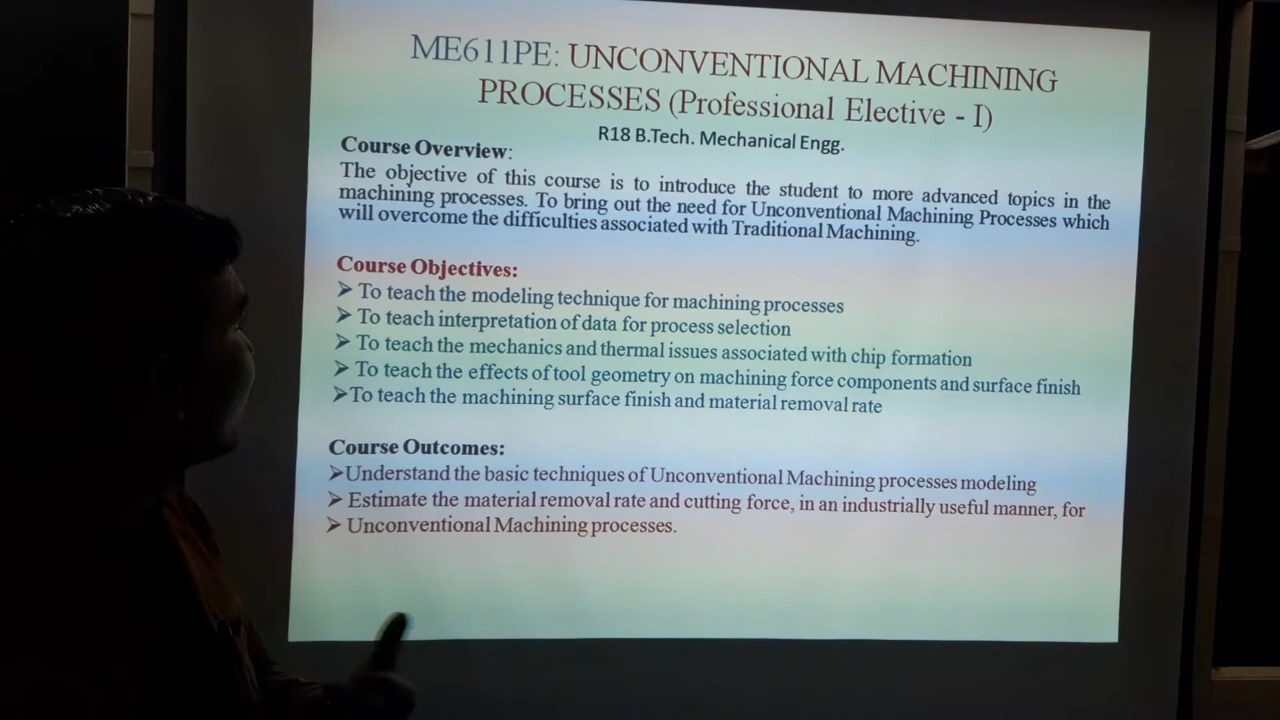 ME611PE: UNCONVENTIONAL MACHINING
PROCESSES (Professional Elective - I)
R18 B.Tech. Mechanical Engg.
Course Overview:
The objective of this course is to introduce the student to more advanced topics in the
machining processes. To bring out the need for Unconventional Machining Processes which
will overcome the difficulties associated with Traditional Machining.
Course Objectives:
➢ To teach the modeling technique for machining processes
➢ To teach interpretation of data for process selection
➢ To teach the mechanics and thermal issues associated with chip formation
➢ To teach the effects of tool geometry on machining force components and surface finish
➢To teach the machining surface finish and material removal rate
Course Outcomes:
➢Understand the basic techniques of Unconventional Machining processes modeling
➢ Estimate the material removal rate and cutting force, in an industrially useful manner, for
➢ Unconventional Machining processes.